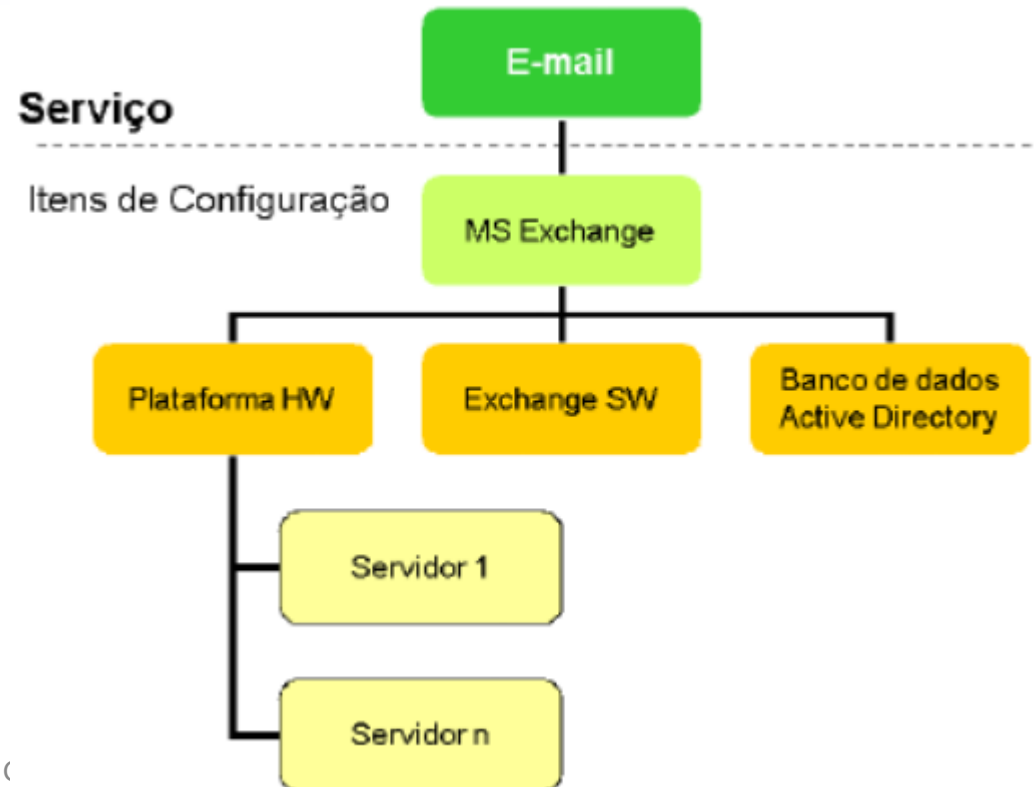 E-mail
Serviço
Itens de Configuração
MS Exchange
Plataforma HW
Exchange SW
Banco de dados
Active Directory
Servidor 1
Servidor n